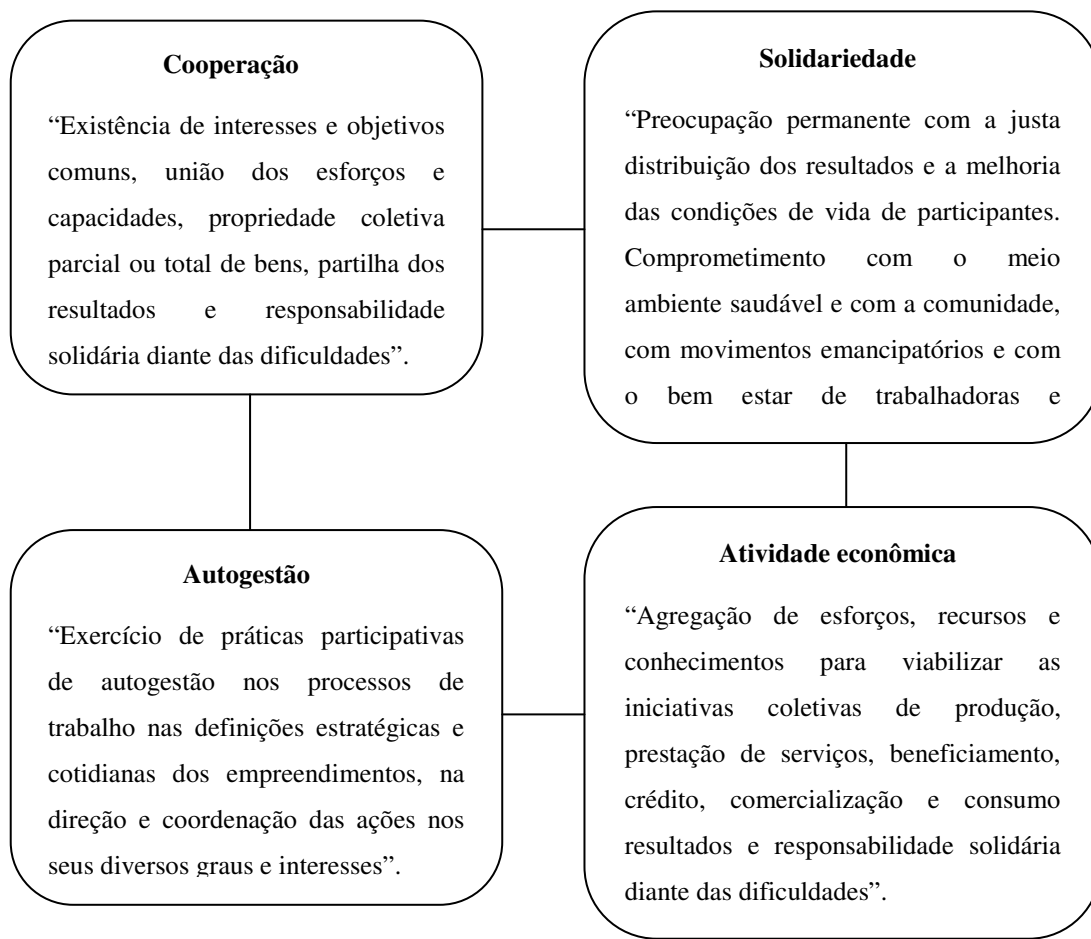 Cooperação
“Existência de interesses e objetivos
comuns, união dos esforços e
capacidades, propriedade coletiva
parcial ou total de bens, partilha dos
resultados e responsabilidade
solidária diante das dificuldades”.
Solidariedade
“Preocupação permanente com a justa
distribuição dos resultados e a melhoria
das condições de vida de participantes.
Comprometimento com o meio
ambiente saudável e com a comunidade,
com movimentos emancipatórios e com
o bem estar de trabalhadoras e
Autogestão
“Exercício de práticas participativas
de autogestão nos processos de
trabalho nas definições estratégicas e
cotidianas dos empreendimentos, na
direção e coordenação das ações nos
seus diversos graus e interesses”.
Atividade econômica
“Agregação de esforços, recursos e
conhecimentos para viabilizar as
iniciativas coletivas de produção,
prestação de serviços, beneficiamento,
crédito, comercialização e consumo
resultados e responsabilidade solidária
diante das dificuldades”.